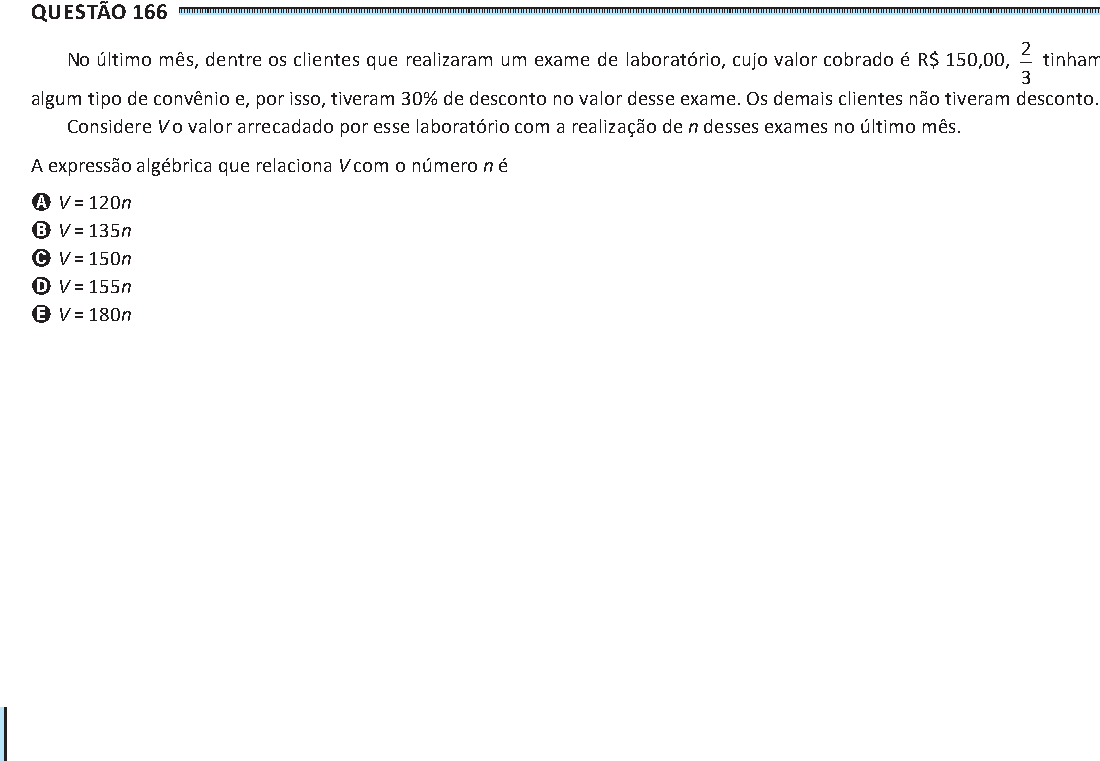 QUESTÃO 166
No último mês, dentre os clientes que realizaram um exame de laboratório, cujo valor cobrado é R$ 150,00, 2/3 tinham
algum tipo de convênio e, por isso, tiveram 30% de desconto no valor desse exame. Os demais clientes não tiveram desconto.
Considere V o valor arrecadado por esse laboratório com a realização de n desses exames no último mês.
A expressão algébrica que relaciona V com o número n é
A V = 120n
B V = 135n
C V = 150n
D V = 155n
E V = 180n